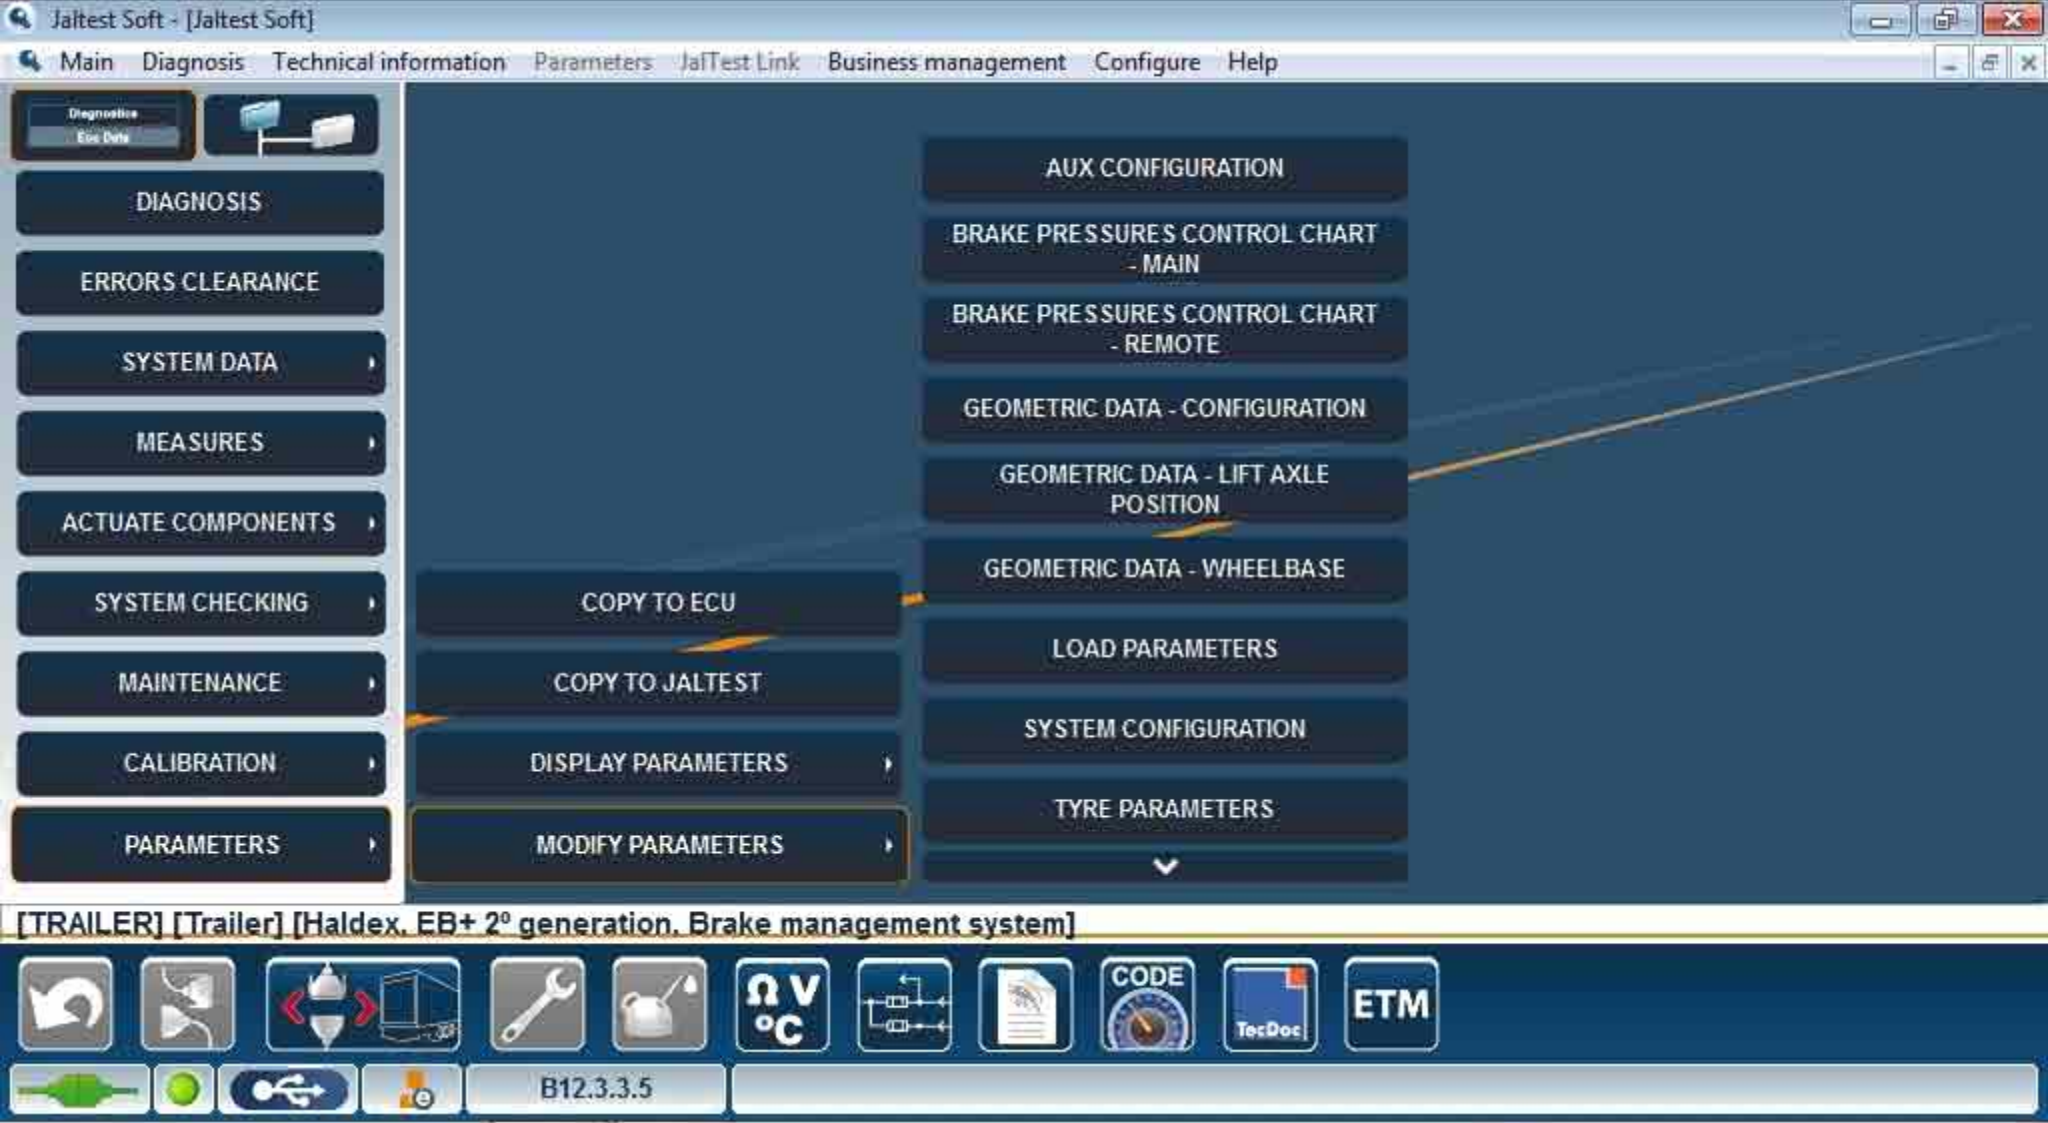 Jaltest Soft - [Jaltest Soft]
Main Diagnosis Technical information Parameters JalTest Link Business management Configure Help
Diagnostics
Ecu Data
DIAGNOSIS
ERRORS CLEARANCE
SYSTEM DATA
MEASURES
ACTUATE COMPONENTS
SYSTEM CHECKING
MAINTENANCE
CALIBRATION
PARAMETERS
COPY TO ECU
COPY TO JALTEST
DISPLAY PARAMETERS
MODIFY PARAMETERS
AUX CONFIGURATION
BRAKE PRESSURES CONTROL CHART
- MAIN
BRAKE PRESSURES CONTROL CHART
- REMOTE
GEOMETRIC DATA - CONFIGURATION
GEOMETRIC DATA - LIFT AXLE
POSITION
GEOMETRIC DATA - WHEELBASE
LOAD PARAMETERS
SYSTEM CONFIGURATION
TYRE PARAMETERS
[TRAILER] [Trailer] [Haldex, EB+ 2º generation, Brake management system]
Ω V
ºC
CODE
TecDoc
ETM
B12.3.3.5